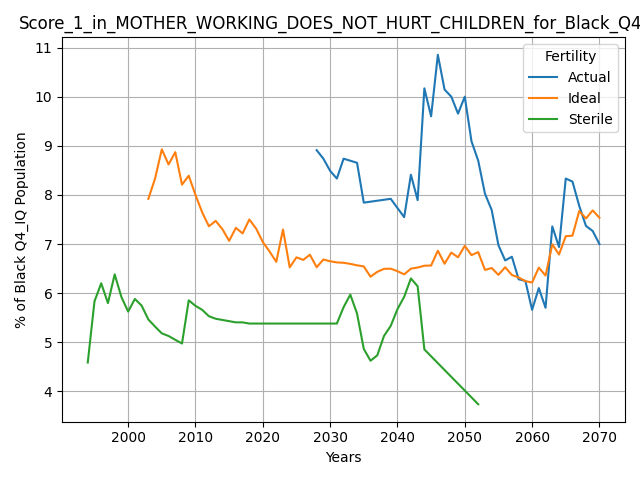 Score_1_in_MOTHER_WORKING_DOES_NOT_HURT_CHILDREN_for_Black_Q4
Fertility
Actual
Ideal
Sterile
% of Black Q4_IQ Population
11
10
9
8
7
6
5
4
2000 2010 2020 2030 2040 2050 2060 2070
Years